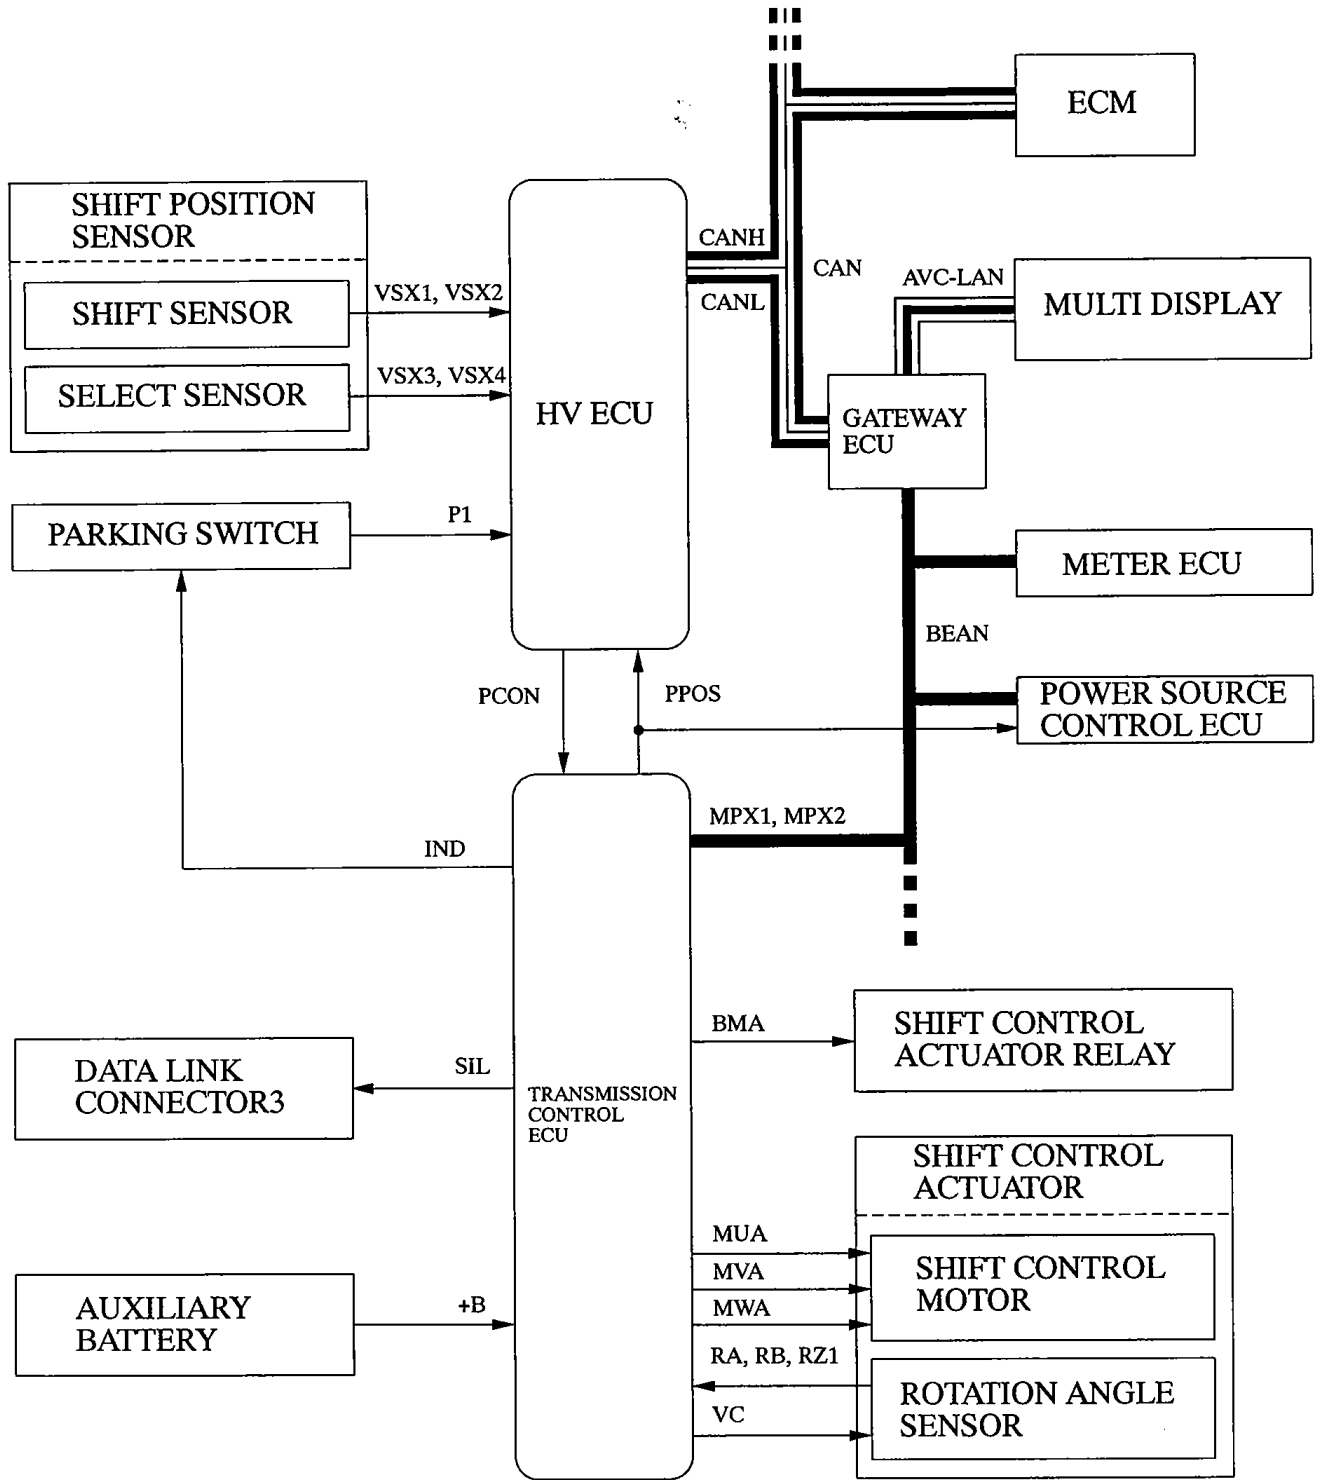 ECM
SHIFT POSITION
SENSOR
CANH
CAN
AVC-LAN
VSX1, VSX2
CANL
MULTI DISPLAY
SHIFT SENSOR
VSX3, VSX4
SELECT SENSOR
HV ECU
GATEWAY
ECU
P1
PARKING SWITCH
METER ECU
BEAN
PCON
PPOS
POWER SOURCE
CONTROL ECU
MPX1, MPX2
IND
BMA
SHIFT CONTROL
ACTUATOR RELAY
SIL
DATA LINK
CONNECTOR3
TRANSMISSION
CONTROL
ECU
SHIFT CONTROL
ACTUATOR
MUA
MVA
SHIFT CONTROL
MOTOR
MWA
AUXILIARY
BATTERY
+B
RA, RB, RZ1
ROTATION ANGLE
SENSOR
VC